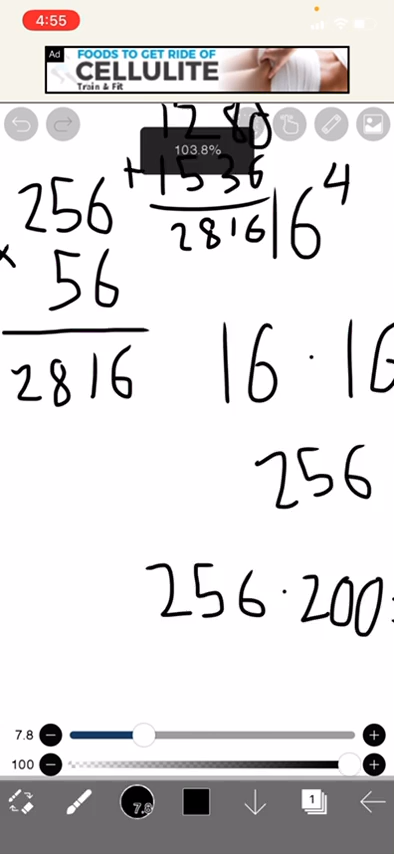 4:55
Ad
FOODS TO GET RIDE OF
CELLULITE
Train & Fit
1280
103.8%
+1536
2816
256
× 56
2816
16⁴
16 · 16
256
256 · 200
7.8
100
7.8
1